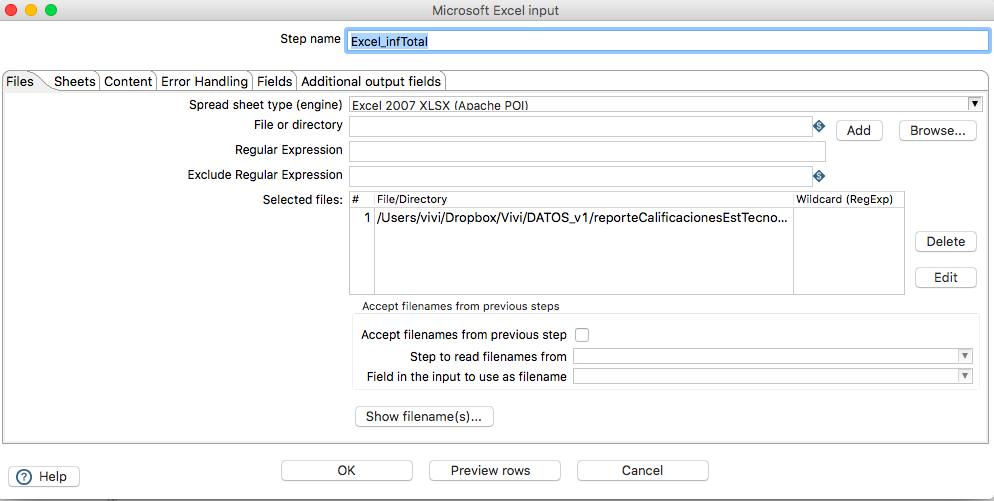 Microsoft Excel input
Step name Excel_infTotal
Files Sheets Content Error Handling Fields Additional output fields
Spread sheet type (engine) Excel 2007 XLSX (Apache POI)
File or directory S Add Browse...
Regular Expression
Exclude Regular Expression S
Selected files: # File/Directory Wildcard (RegExp)
1 /Users/vivi/Dropbox/Vivi/DATOS_v1/reporteCalificacionesEstTecno...
Delete
Edit
Accept filenames from previous steps
Accept filenames from previous step
Step to read filenames from
Field in the input to use as filename
Show filename(s)...
? Help OK Preview rows Cancel